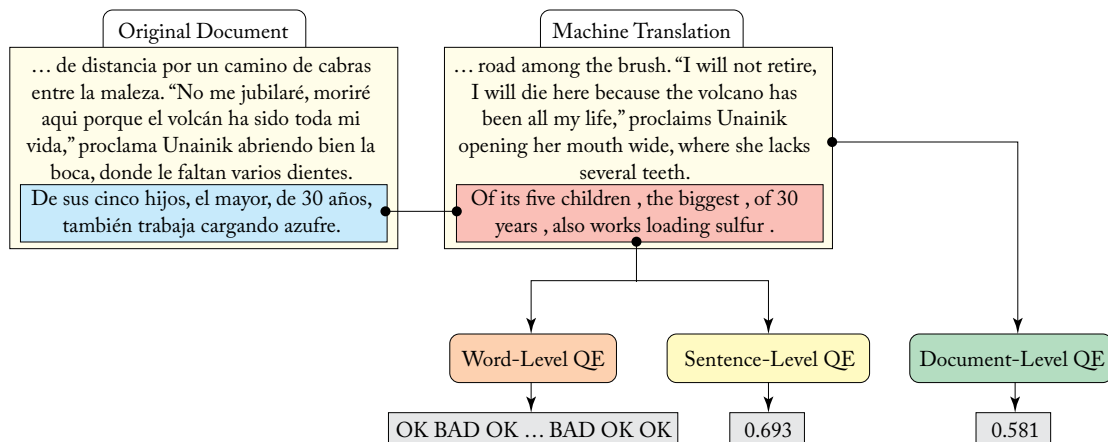 Original Document
… de distancia por un camino de cabras
entre la maleza. “No me jubilaré, moriré
aqui porque el volcán ha sido toda mi
vida,” proclama Unainik abriendo bien la
boca, donde le faltan varios dientes.
De sus cinco hijos, el mayor, de 30 años,
también trabaja cargando azufre.
Machine Translation
… road among the brush. “I will not retire,
I will die here because the volcano has
been all my life,” proclaims Unainik
opening her mouth wide, where she lacks
several teeth.
Of its five children , the biggest , of 30
years , also works loading sulfur .
Word-Level QE
Sentence-Level QE
Document-Level QE
OK BAD OK … BAD OK OK
0.693
0.581